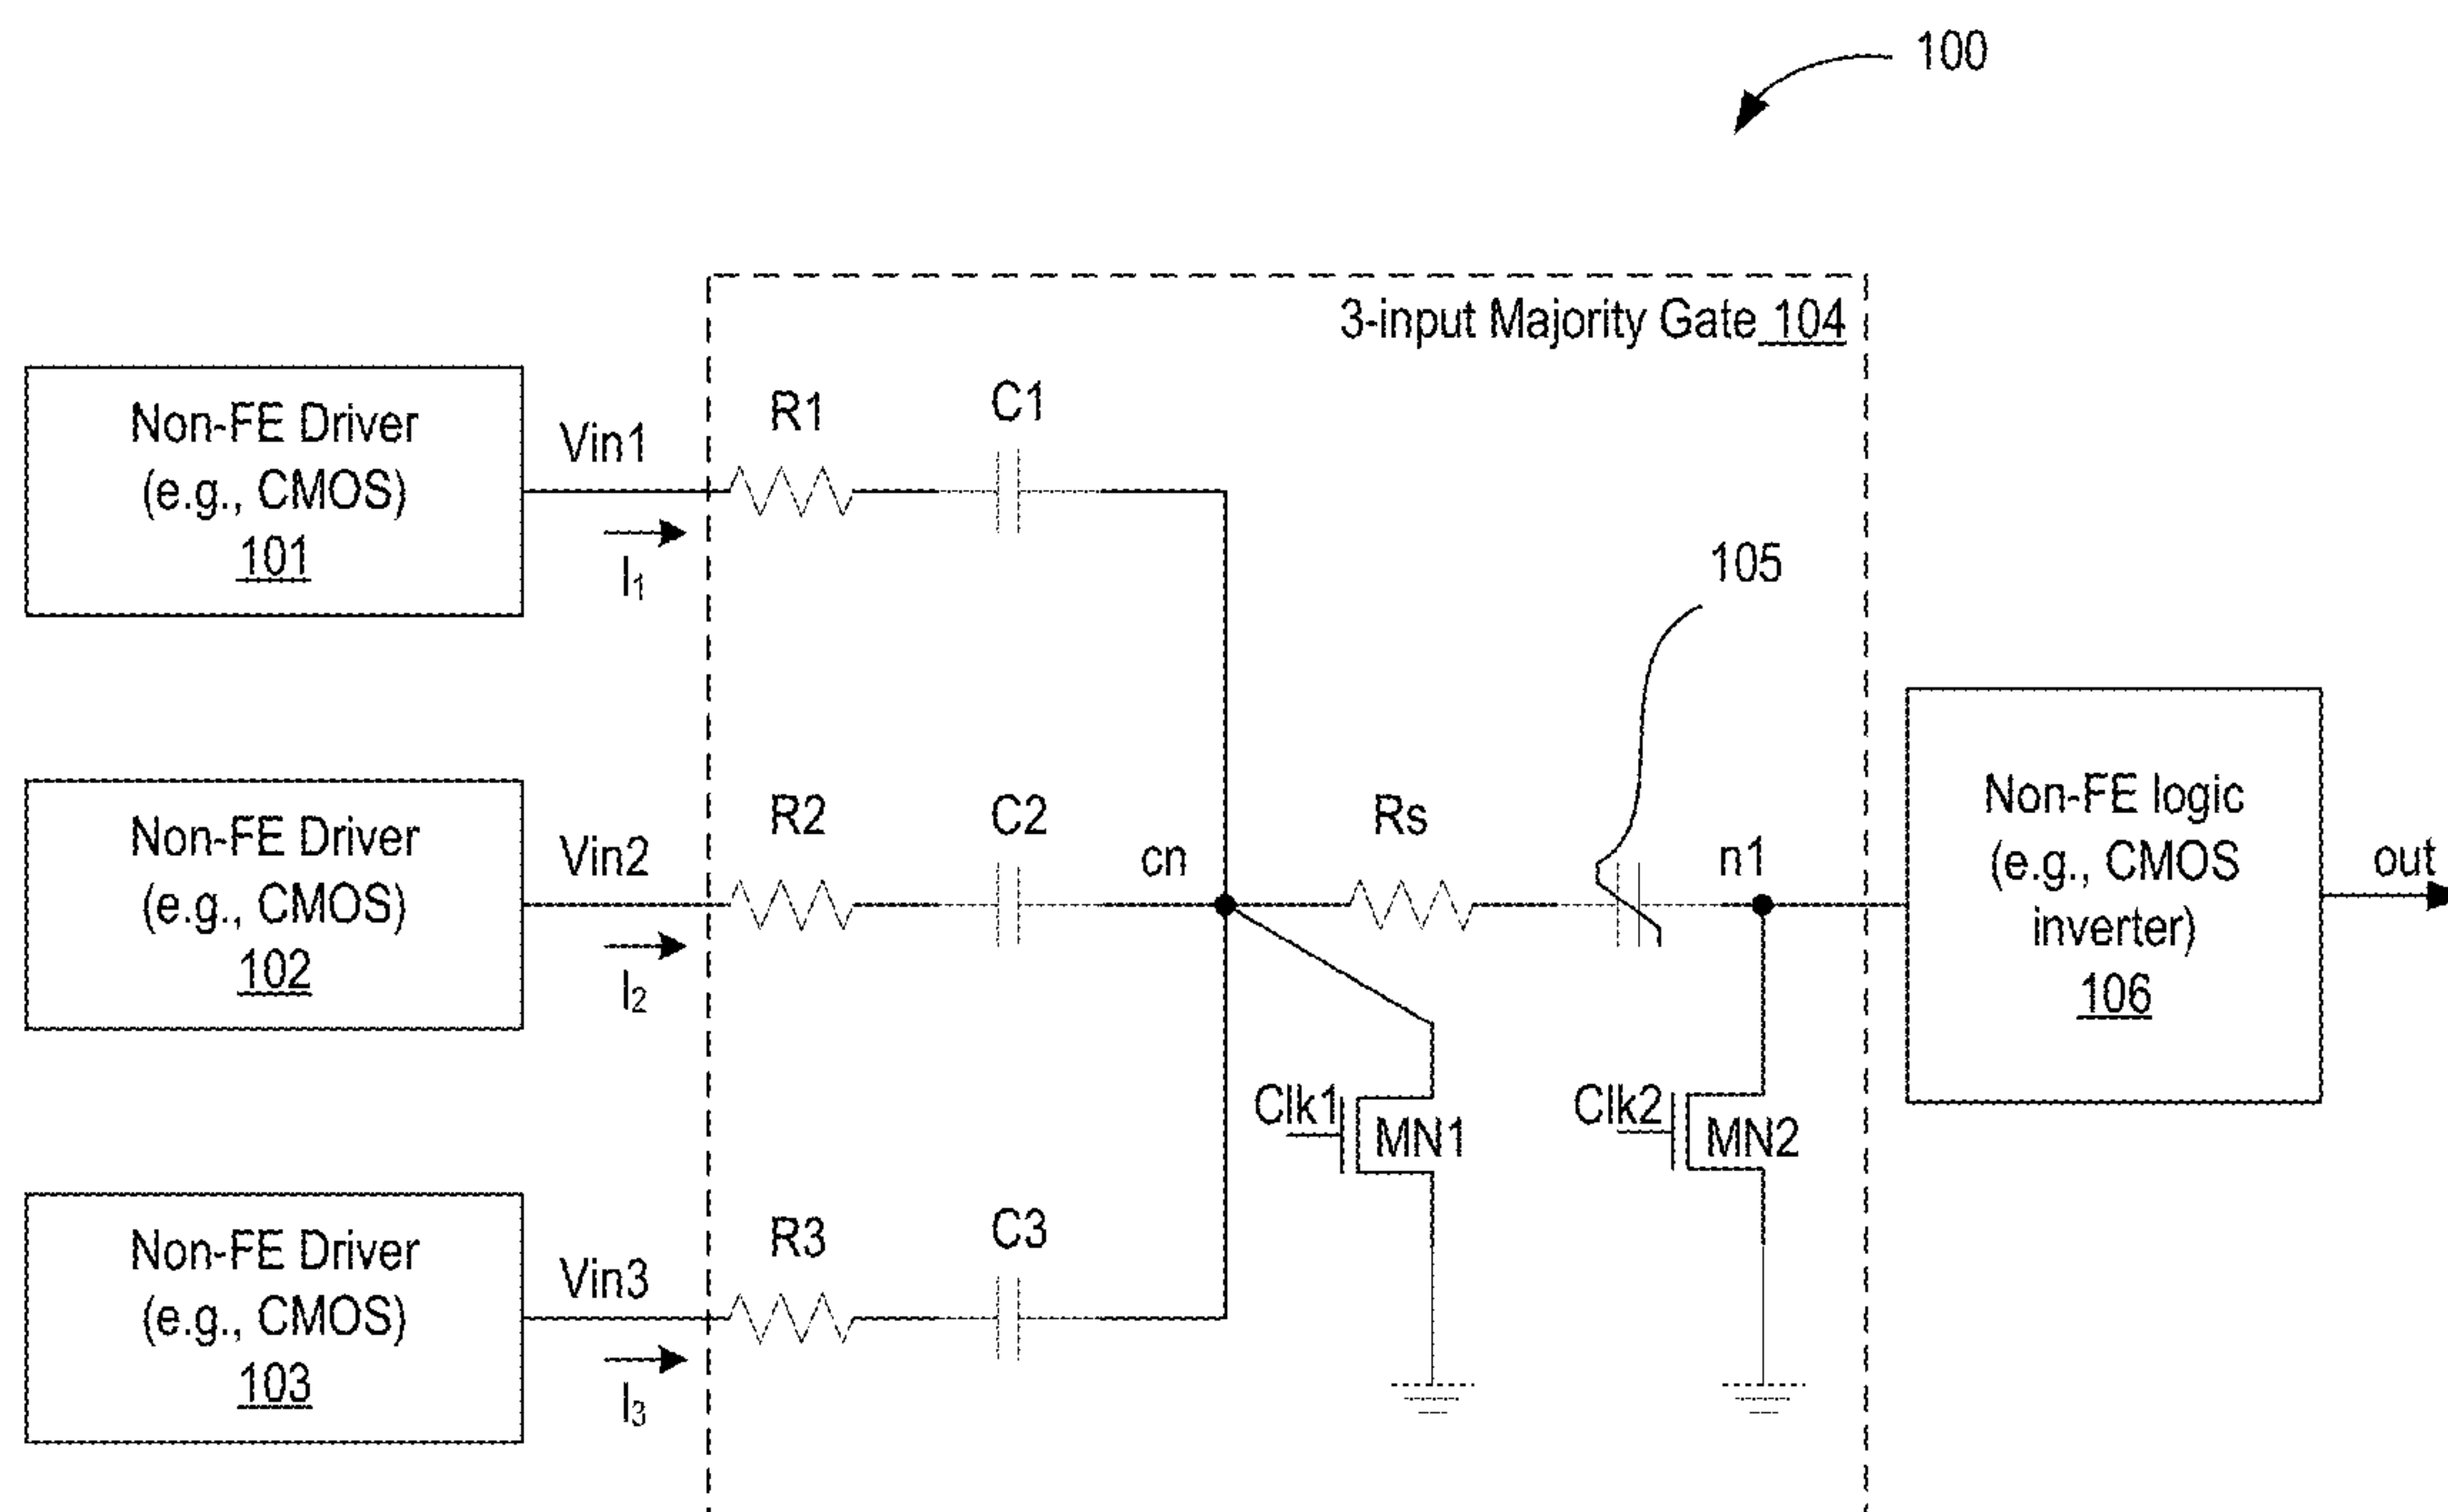 100
3-input Majority Gate 104
Non-FE Driver
(e.g., CMOS)
101
Vin1
I1
R1
C1
105
Non-FE Driver
(e.g., CMOS)
102
Vin2
I2
R2
C2
cn
Rs
n1
Non-FE logic
(e.g., CMOS
inverter)
106
out
Clk1
MN1
Clk2
MN2
Non-FE Driver
(e.g., CMOS)
103
Vin3
I3
R3
C3